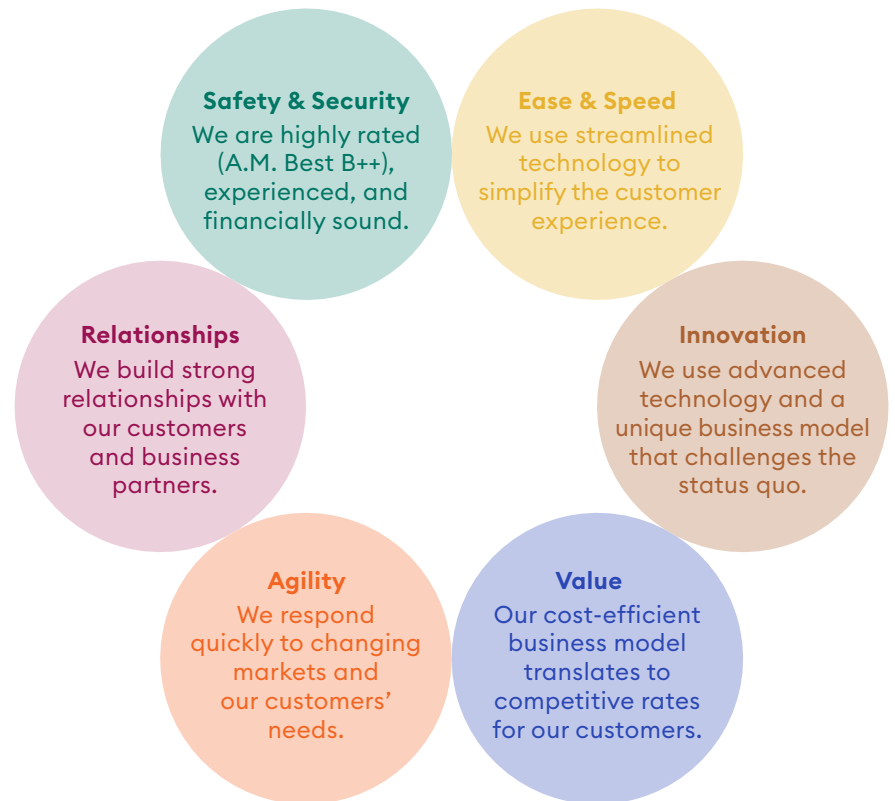 Safety & Security
We are highly rated
(A.M. Best B++),
experienced, and
financially sound.
Ease & Speed
We use streamlined
technology to
simplify the customer
experience.
Relationships
We build strong
relationships with
our customers
and business
partners.
Innovation
We use advanced
technology and a
unique business model
that challenges the
status quo.
Agility
We respond
quickly to changing
markets and
our customers’
needs.
Value
Our cost-efficient
business model
translates to
competitive rates
for our customers.